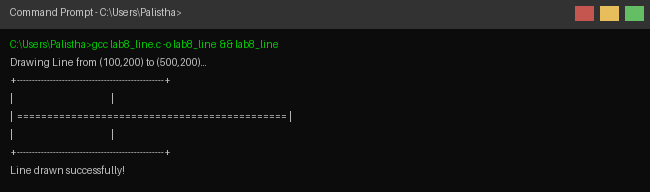 Command Prompt - C:\Users\Palistha>
C:\Users\Palistha>gcc lab8_line.c -o lab8_line && lab8_line
Drawing Line from (100,200) to (500,200)...
+--------------------------------------------------+
|                                                  |
| ============================================= |
|                                                  |
+--------------------------------------------------+
Line drawn successfully!